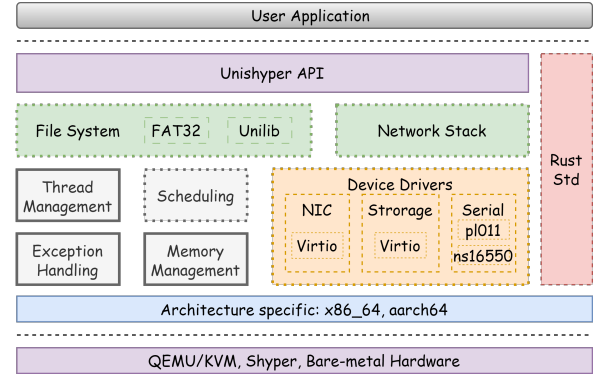 User Application
Unishyper API
Rust
Std
File System
FAT32
Unilib
Network Stack
Thread
Management
Scheduling
Device Drivers
NIC
Strorage
Serial
Virtio
Virtio
pl011
ns16550
Exception
Handling
Memory
Management
Architecture specific: x86_64, aarch64
QEMU/KVM, Shyper, Bare-metal Hardware